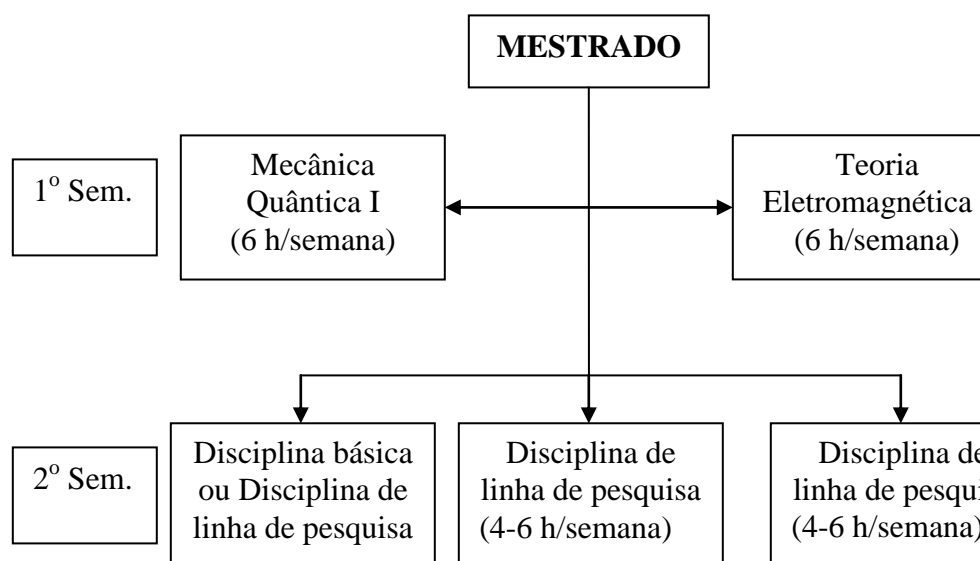 MESTRADO
1º Sem.
Mecânica
Quântica I
(6 h/semana)
Teoria
Eletromagnética
(6 h/semana)
2º Sem.
Disciplina básica
ou Disciplina de
linha de pesquisa
Disciplina de
linha de pesquisa
(4-6 h/semana)
Disciplina
linha de
(4-6 h/semana)